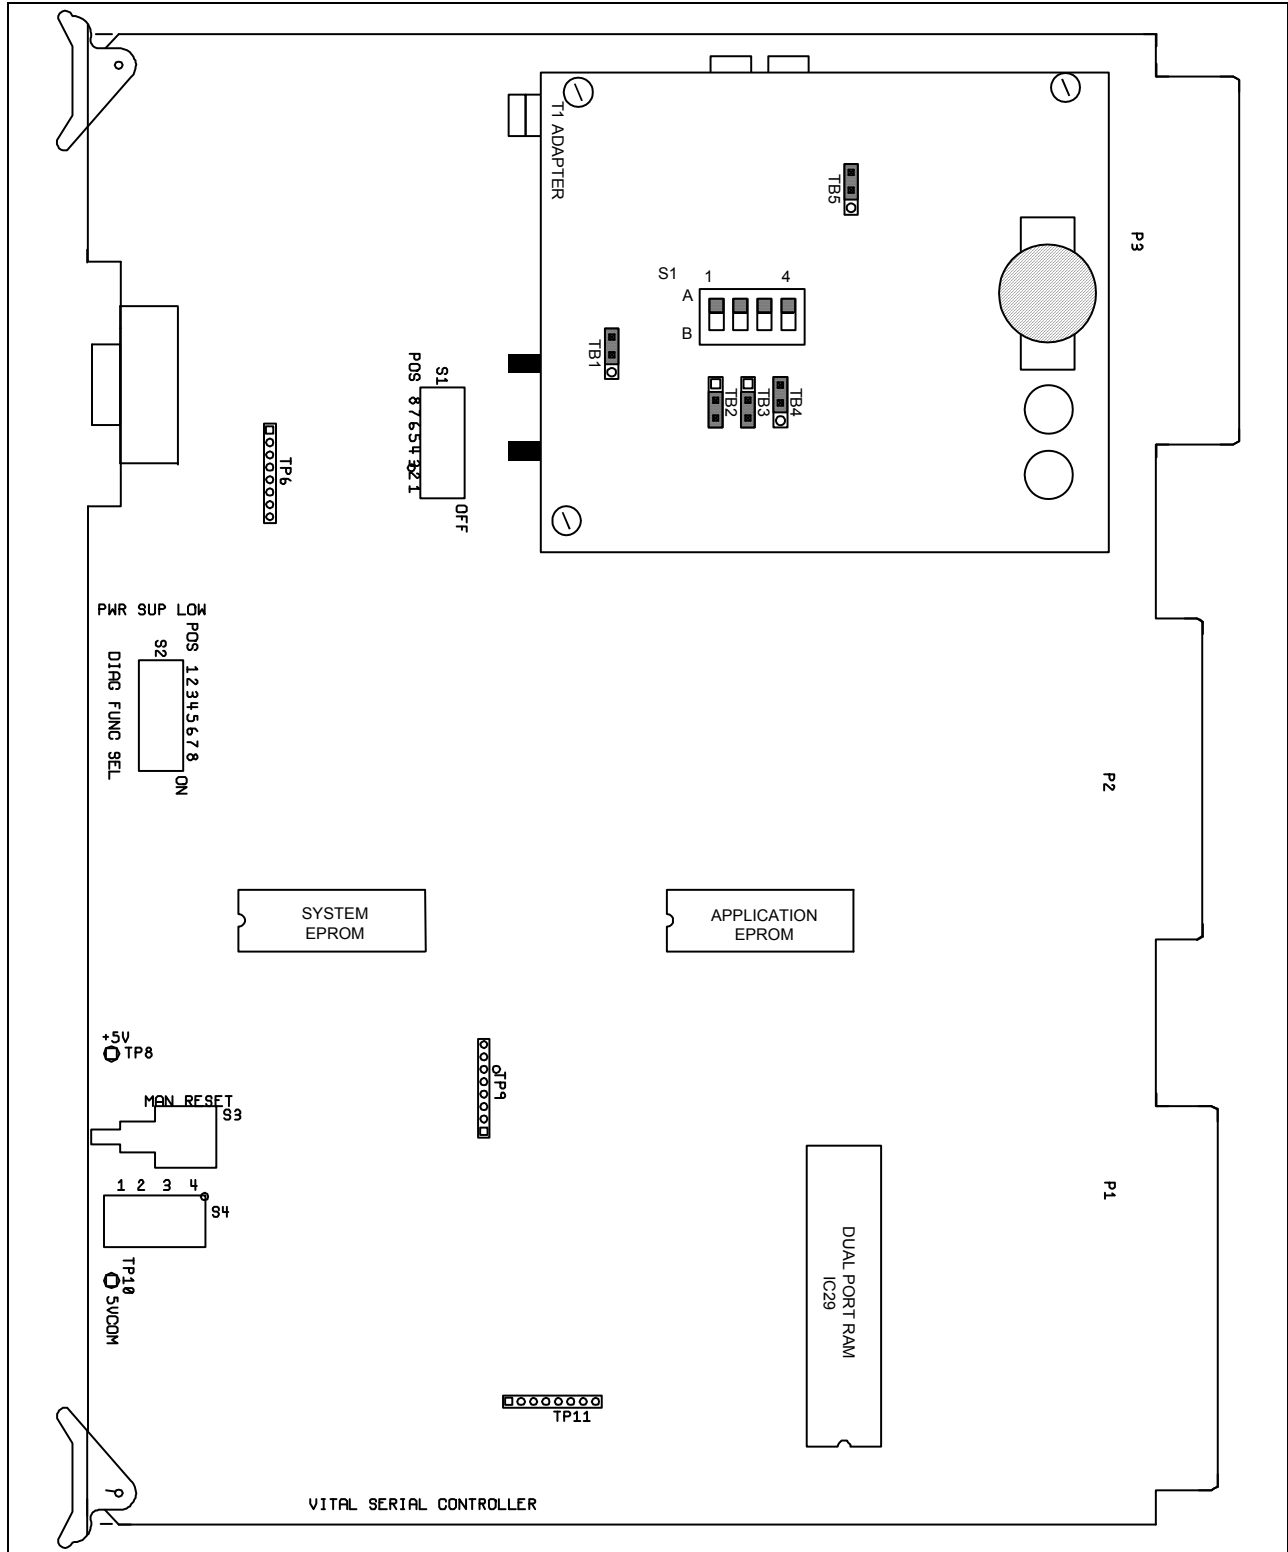 T1 ADAPTER
TB5
P3
S1 1 4
A
B
TB1
TB2
TB3
TB4
S1
POS 87654321
OFF
TP6
PWR SUP LOW
POS 12345678
S2
DIAG FUNC SEL
ON
P2
SYSTEM
EPROM
APPLICATION
EPROM
+5V
TP8
TP9
MAN RESET
S3
1 2 3 4
S4
P1
TP10
5VCOM
DUAL PORT RAM
IC29
TP11
VITAL SERIAL CONTROLLER